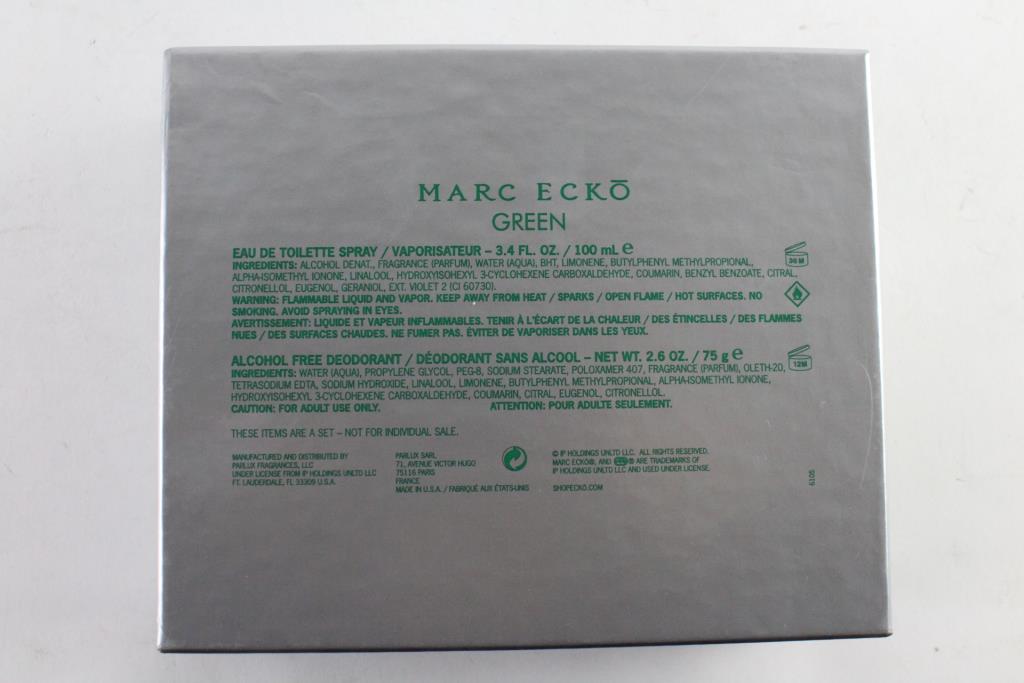 MARC ECKŌ
GREEN
EAU DE TOILETTE SPRAY / VAPORISATEUR – 3.4 FL. OZ. / 100 mL ℮
INGREDIENTS: ALCOHOL DENAT., FRAGRANCE (PARFUM), WATER (AQUA), BHT, LIMONENE, BUTYLPHENYL METHYLPROPIONAL,
ALPHA-ISOMETHYL IONONE, LINALOOL, HYDROXYISOHEXYL 3-CYCLOHEXENE CARBOXALDEHYDE, COUMARIN, BENZYL BENZOATE, CITRAL,
CITRONELLOL, EUGENOL, GERANIOL, EXT. VIOLET 2 (CI 60730).
WARNING: FLAMMABLE LIQUID AND VAPOR. KEEP AWAY FROM HEAT / SPARKS / OPEN FLAME / HOT SURFACES. NO
SMOKING. AVOID SPRAYING IN EYES.
AVERTISSEMENT: LIQUIDE ET VAPEUR INFLAMMABLES. TENIR À L'ÉCART DE LA CHALEUR / DES ÉTINCELLES / DES FLAMMES
NUES / DES SURFACES CHAUDES. NE FUMER PAS. ÉVITER DE VAPORISER DANS LES YEUX.
36 M
ALCOHOL FREE DEODORANT / DÉODORANT SANS ALCOOL – NET WT. 2.6 OZ. / 75 g ℮
INGREDIENTS: WATER (AQUA), PROPYLENE GLYCOL, PEG-8, SODIUM STEARATE, POLOXAMER 407, FRAGRANCE (PARFUM), OLETH-20,
TETRASODIUM EDTA, SODIUM HYDROXIDE, LINALOOL, LIMONENE, BUTYLPHENYL METHYLPROPIONAL, ALPHA-ISOMETHYL IONONE,
HYDROXYISOHEXYL 3-CYCLOHEXENE CARBOXALDEHYDE, COUMARIN, CITRAL, EUGENOL, CITRONELLOL.
CAUTION: FOR ADULT USE ONLY. ATTENTION: POUR ADULTE SEULEMENT.
12M
THESE ITEMS ARE A SET – NOT FOR INDIVIDUAL SALE.
MANUFACTURED AND DISTRIBUTED BY
PARLUX FRAGRANCES, LLC
UNDER LICENSE FROM IP HOLDINGS UNLTD LLC
FT. LAUDERDALE, FL 33309 U.S.A.
PARLUX SARL
71, AVENUE VICTOR HUGO
75116 PARIS
FRANCE
MADE IN U.S.A. / FABRIQUÉ AUX ÉTATS-UNIS
© IP HOLDINGS UNLTD LLC. ALL RIGHTS RESERVED.
MARC ECKŌ®, AND ® ARE TRADEMARKS OF
IP HOLDINGS UNLTD LLC AND USED UNDER LICENSE.
SHOPECKO.COM
6105